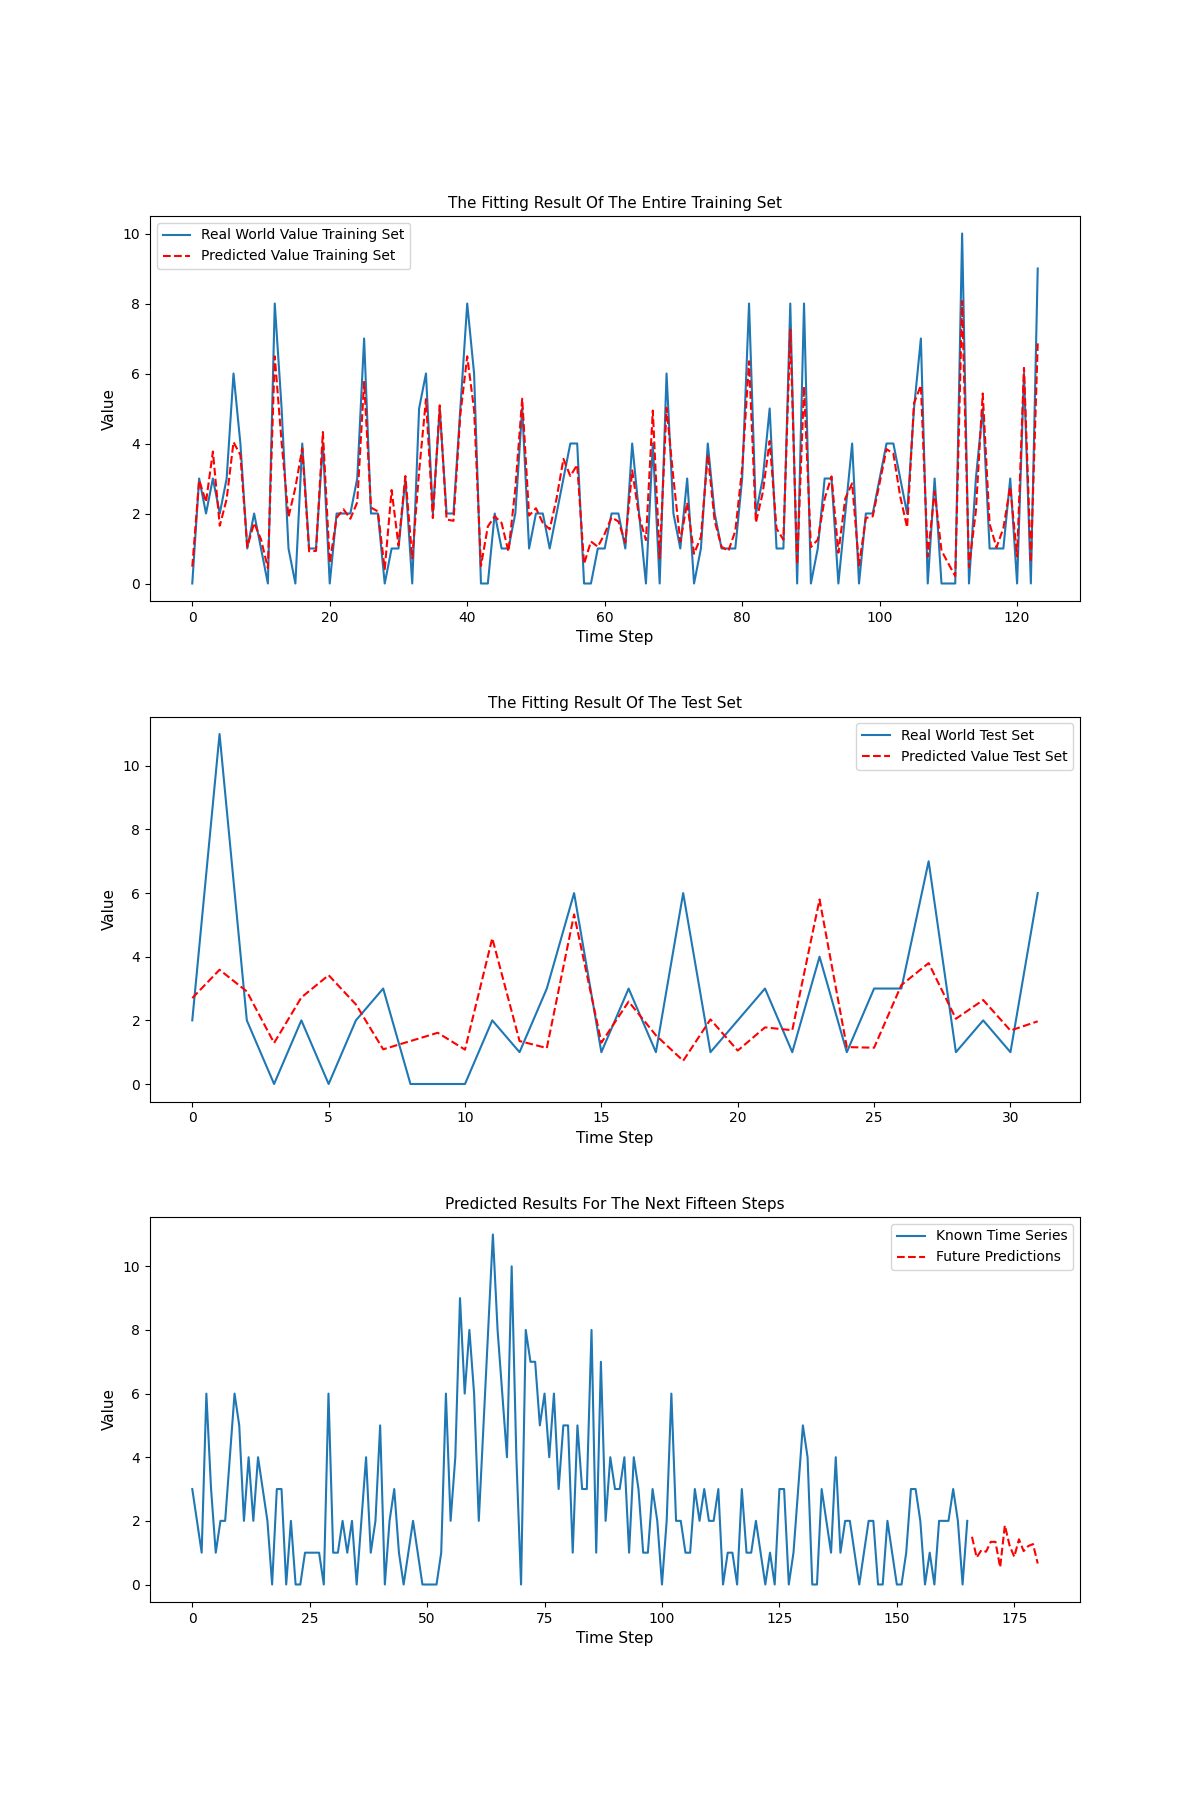 The Fitting Result Of The Entire Training Set
Real World Value Training Set
Predicted Value Training Set
10
8
6
4
2
0
Value
0 20 40 60 80 100 120
Time Step
The Fitting Result Of The Test Set
Real World Test Set
Predicted Value Test Set
10
8
6
4
2
0
Value
0 5 10 15 20 25 30
Time Step
Predicted Results For The Next Fifteen Steps
Known Time Series
Future Predictions
10
8
6
4
2
0
Value
0 25 50 75 100 125 150 175
Time Step